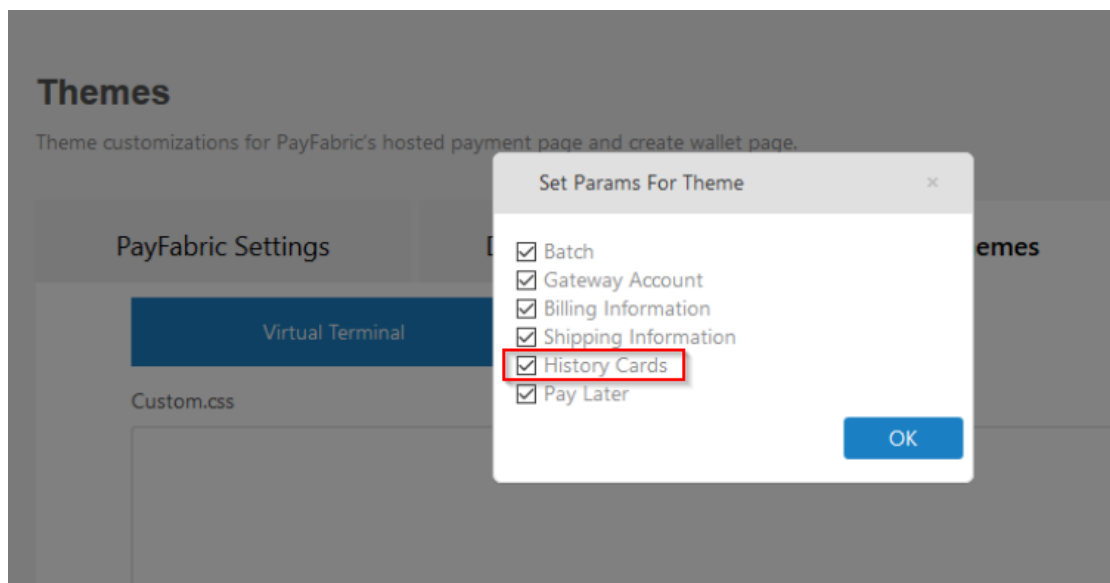 Themes
Theme customizations for PayFabric's hosted payment page and create wallet page.
Set Params For Theme
PayFabric Settings
Batch
Gateway Account
Billing Information
Shipping Information
History Cards
Pay Later
OK
Virtual Terminal
Custom.css